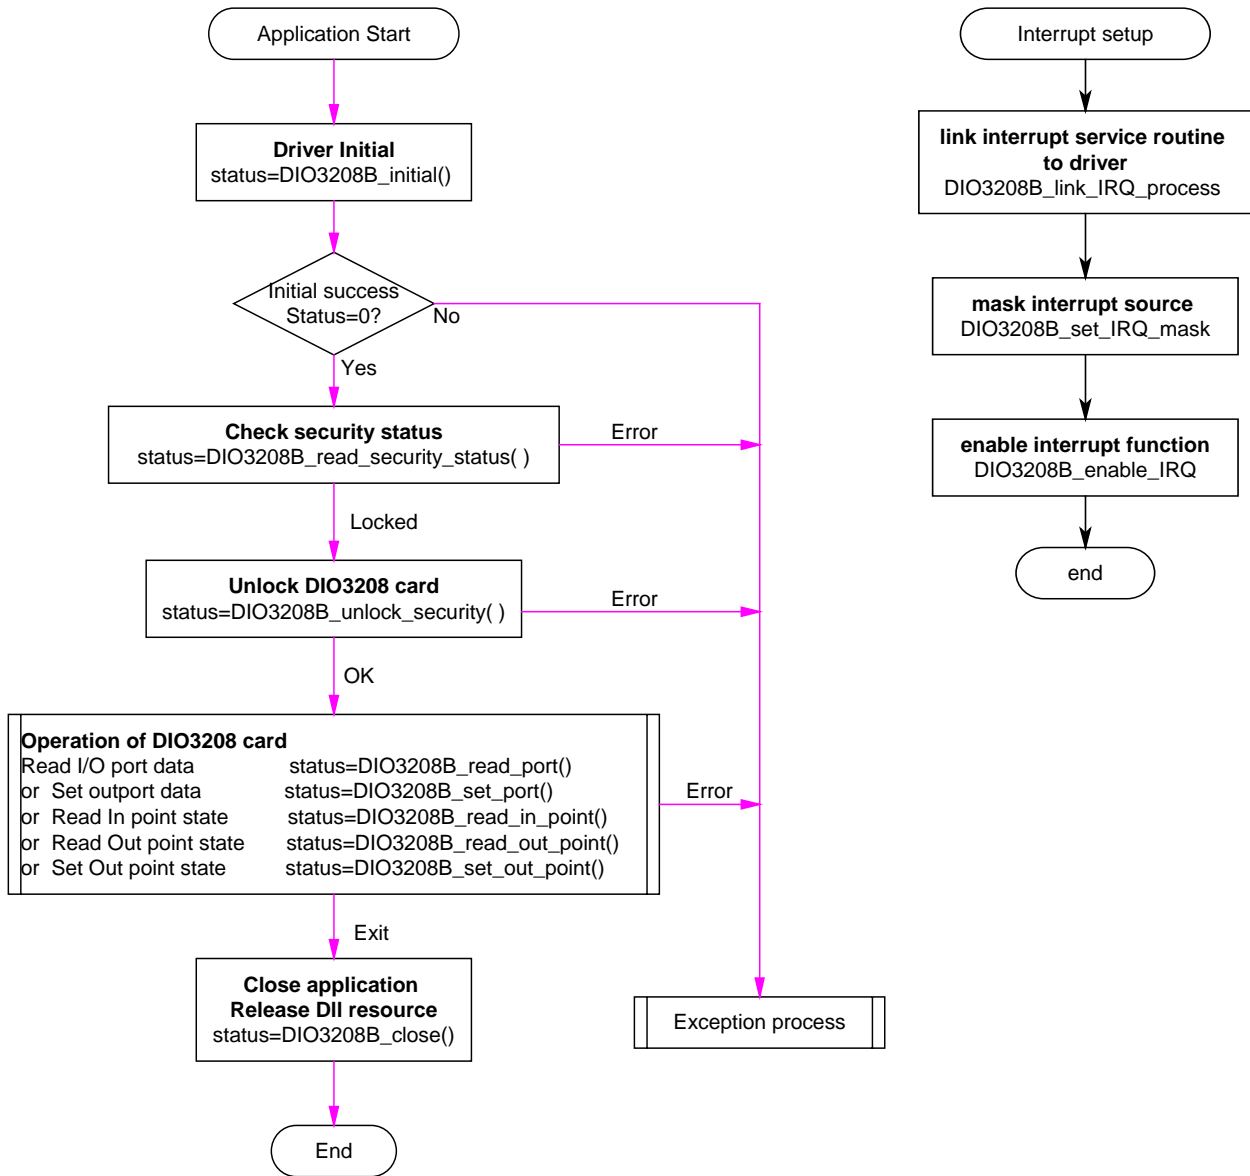 Application Start
Driver Initial
status=DIO3208B_initial()
Initial success
Status=0?
No
Yes
Check security status
status=DIO3208B_read_security_status( )
Error
Locked
Unlock DIO3208 card
status=DIO3208B_unlock_security( )
Error
OK
Operation of DIO3208 card
Read I/O port data status=DIO3208B_read_port()
or Set outport data status=DIO3208B_set_port()
or Read In point state status=DIO3208B_read_in_point()
or Read Out point state status=DIO3208B_read_out_point()
or Set Out point state status=DIO3208B_set_out_point()
Error
Exit
Close application
Release Dll resource
status=DIO3208B_close()
Exception process
End
Interrupt setup
link interrupt service routine
to driver
DIO3208B_link_IRQ_process
mask interrupt source
DIO3208B_set_IRQ_mask
enable interrupt function
DIO3208B_enable_IRQ
end